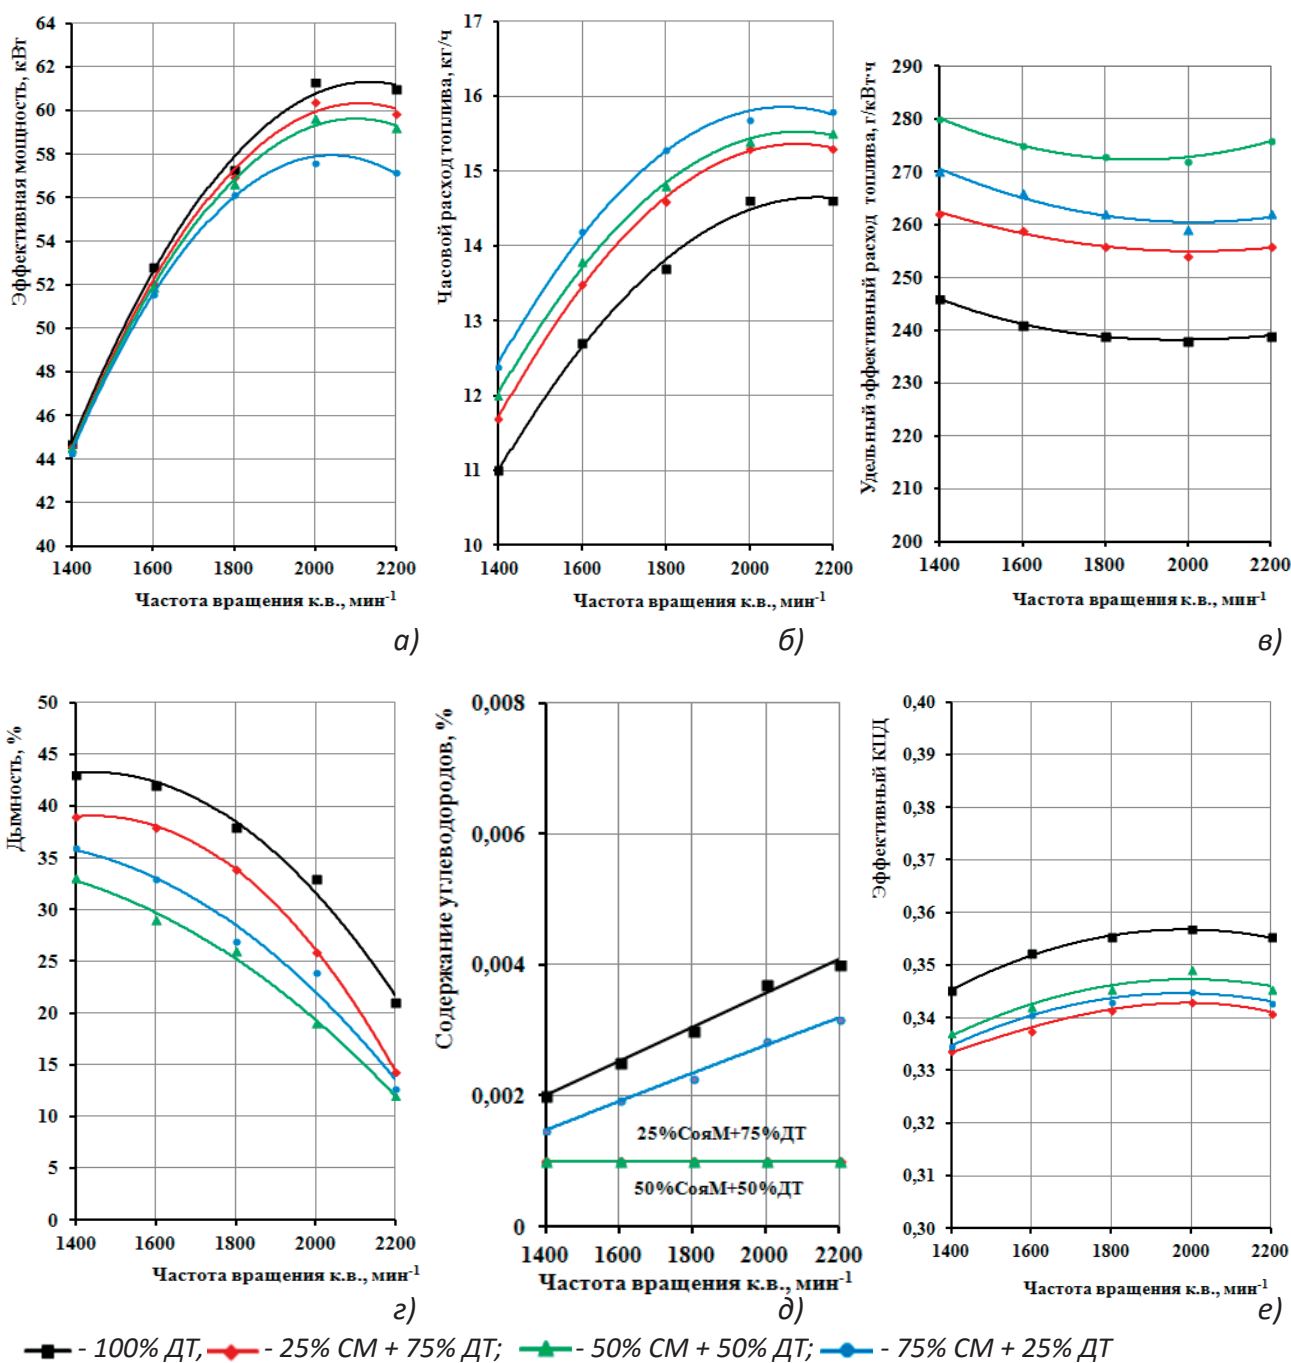 Эффективная мощность, кВт
64
62
60
58
56
54
52
50
48
46
44
42
40
1400 1600 1800 2000 2200
Частота вращения к.в., мин-1
а)
Часовой расход топлива, кг/ч
17
16
15
14
13
12
11
10
1400 1600 1800 2000 2200
Частота вращения к.в., мин-1
б)
Удельный эффективный расход топлива, г/кВт·ч
290
280
270
260
250
240
230
220
210
200
1400 1600 1800 2000 2200
Частота вращения к.в., мин-1
в)
Дымность, %
50
45
40
35
30
25
20
15
10
5
0
1400 1600 1800 2000 2200
Частота вращения к.в., мин-1
г)
Содержание углеводородов, %
0,008
0,006
0,004
0,002
0
25%СояМ+75%ДТ
50%СояМ+50%ДТ
1400 1600 1800 2000 2200
Частота вращения к.в., мин-1
д)
Эффективный КПД
0,40
0,39
0,38
0,37
0,36
0,35
0,34
0,33
0,32
0,31
0,30
1400 1600 1800 2000 2200
Частота вращения к.в., мин-1
е)
- 100% ДТ, - 25% СМ + 75% ДТ; - 50% СМ + 50% ДТ; - 75% СМ + 25% ДТ